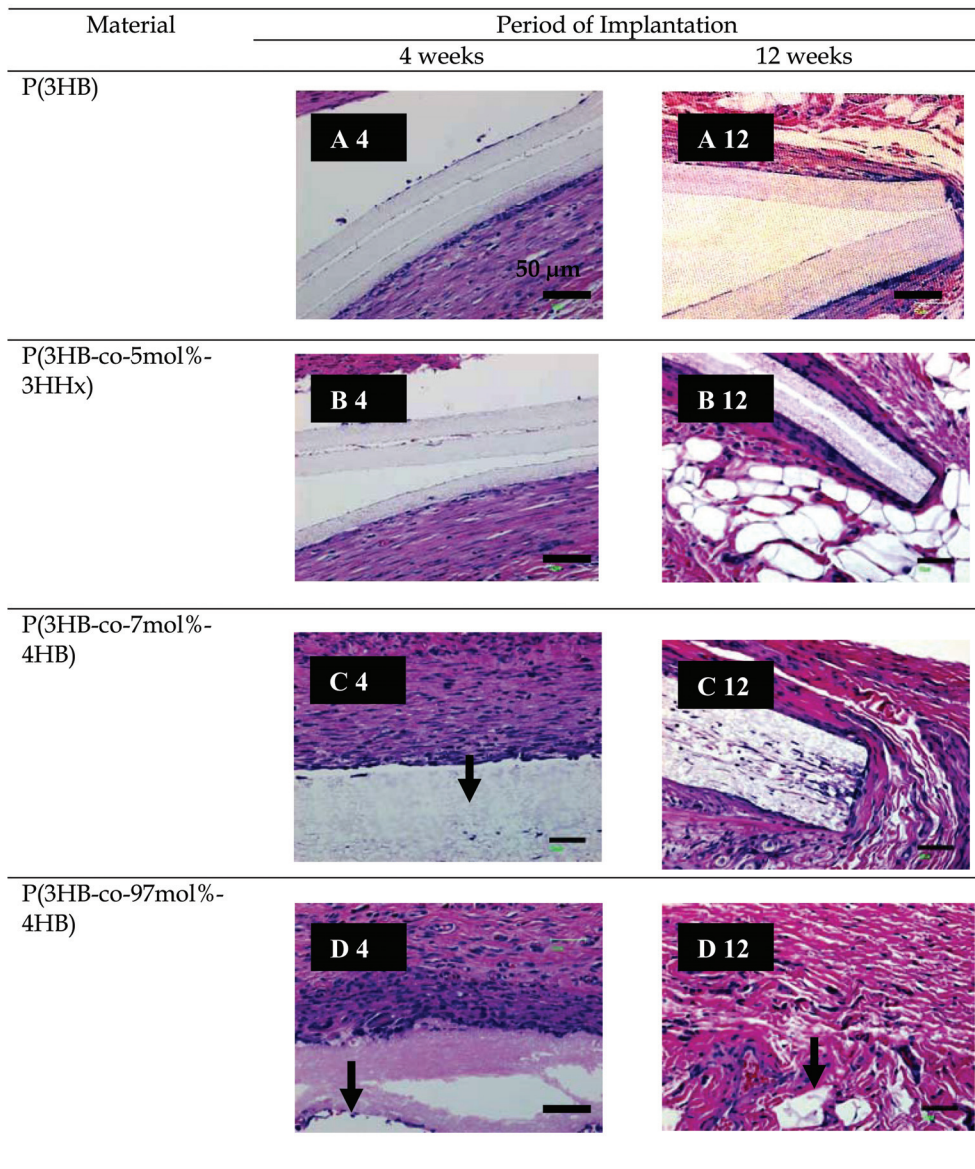 Material
Period of Implantation
4 weeks
12 weeks
P(3HB)
A 4
A 12
50 μm
P(3HB-co-5mol%-
3HHx)
B 4
B 12
P(3HB-co-7mol%-
4HB)
C 4
C 12
P(3HB-co-97mol%-
4HB)
D 4
D 12